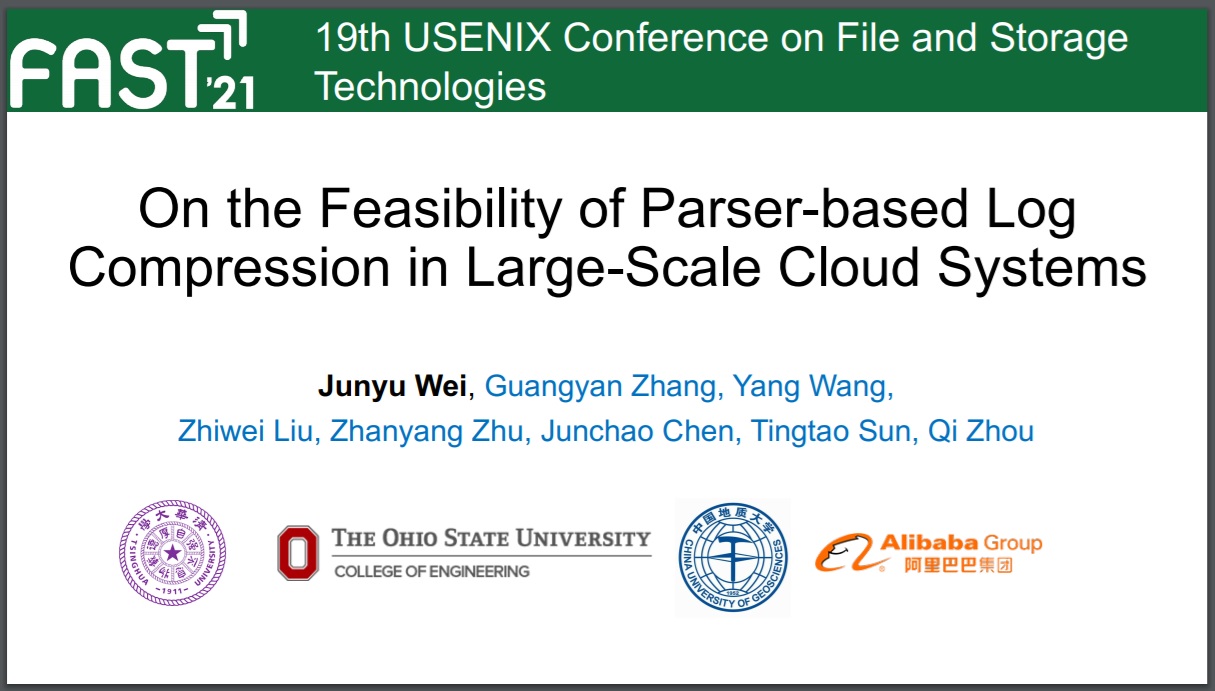 FAST '21
19th USENIX Conference on File and Storage
Technologies
On the Feasibility of Parser-based Log
Compression in Large-Scale Cloud Systems
Junyu Wei, Guangyan Zhang, Yang Wang,
Zhiwei Liu, Zhanyang Zhu, Junchao Chen, Tingtao Sun, Qi Zhou
學大華清
TSINGHUA UNIVERSITY
~1911~
THE OHIO STATE UNIVERSITY
COLLEGE OF ENGINEERING
中国地质大学
CHINA UNIVERSITY OF GEOSCIENCES
1952
Alibaba Group
阿里巴巴集团